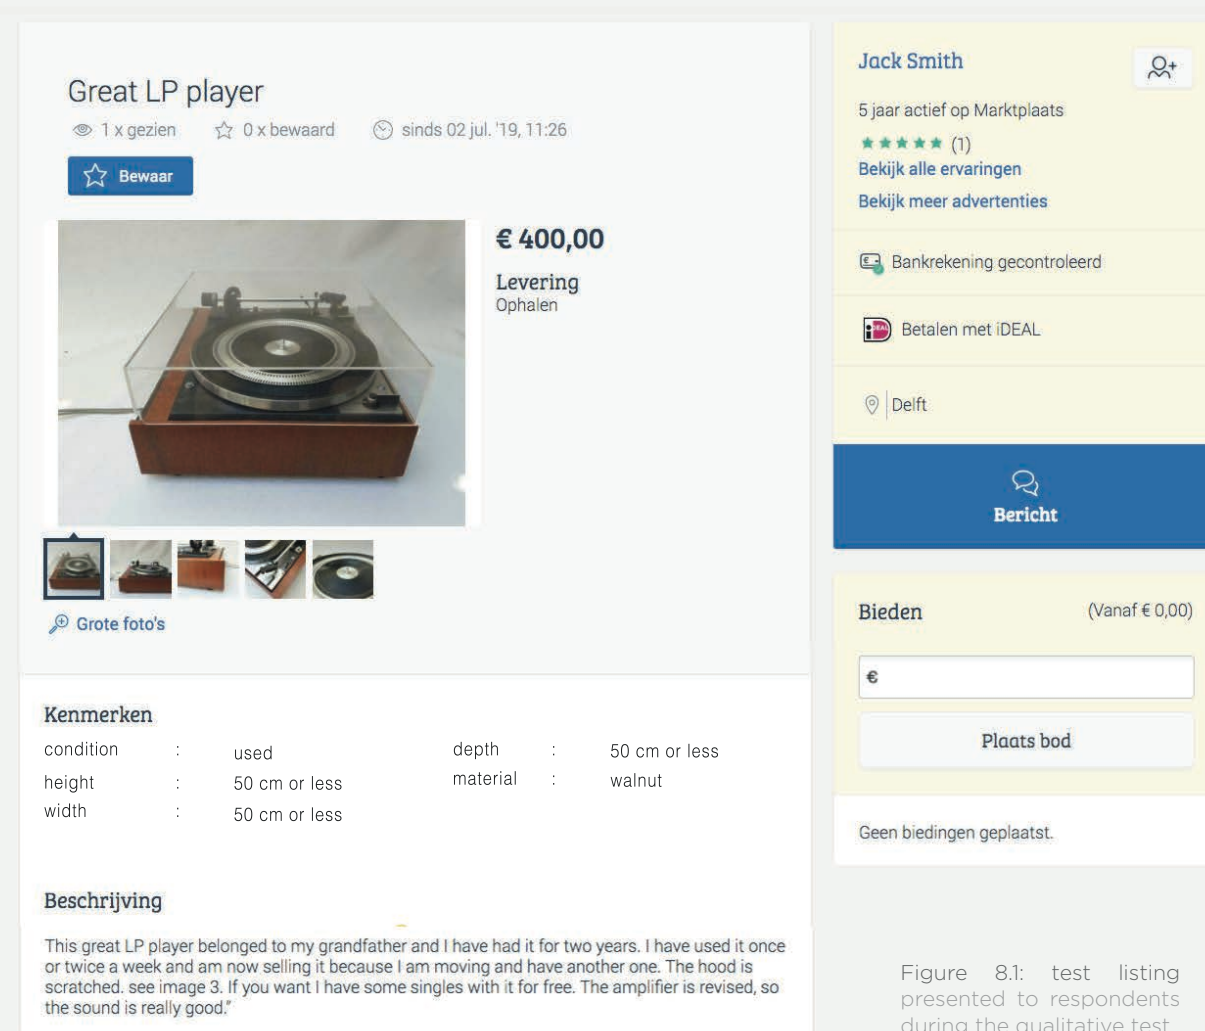 Great LP player
1 x gezien 0 x bewaard sinds 02 jul. '19, 11:26
Bewaar
€ 400,00
Levering
Ophalen
Grote foto's
Kenmerken
condition : used
height : 50 cm or less
width : 50 cm or less
depth : 50 cm or less
material : walnut
Beschrijving
This great LP player belonged to my grandfather and I have had it for two years. I have used it once
or twice a week and am now selling it because I am moving and have another one. The hood is
scratched. see image 3. If you want I have some singles with it for free. The amplifier is revised, so
the sound is really good."
Jack Smith
5 jaar actief op Marktplaats
(1)
Bekijk alle ervaringen
Bekijk meer advertenties
Bankrekening gecontroleerd
Betalen met iDEAL
Delft
Bericht
Bieden (Vanaf € 0,00)
€
Plaats bod
Geen biedingen geplaatst.
Figure 8.1: test listing
presented to respondents
during the qualitative test.